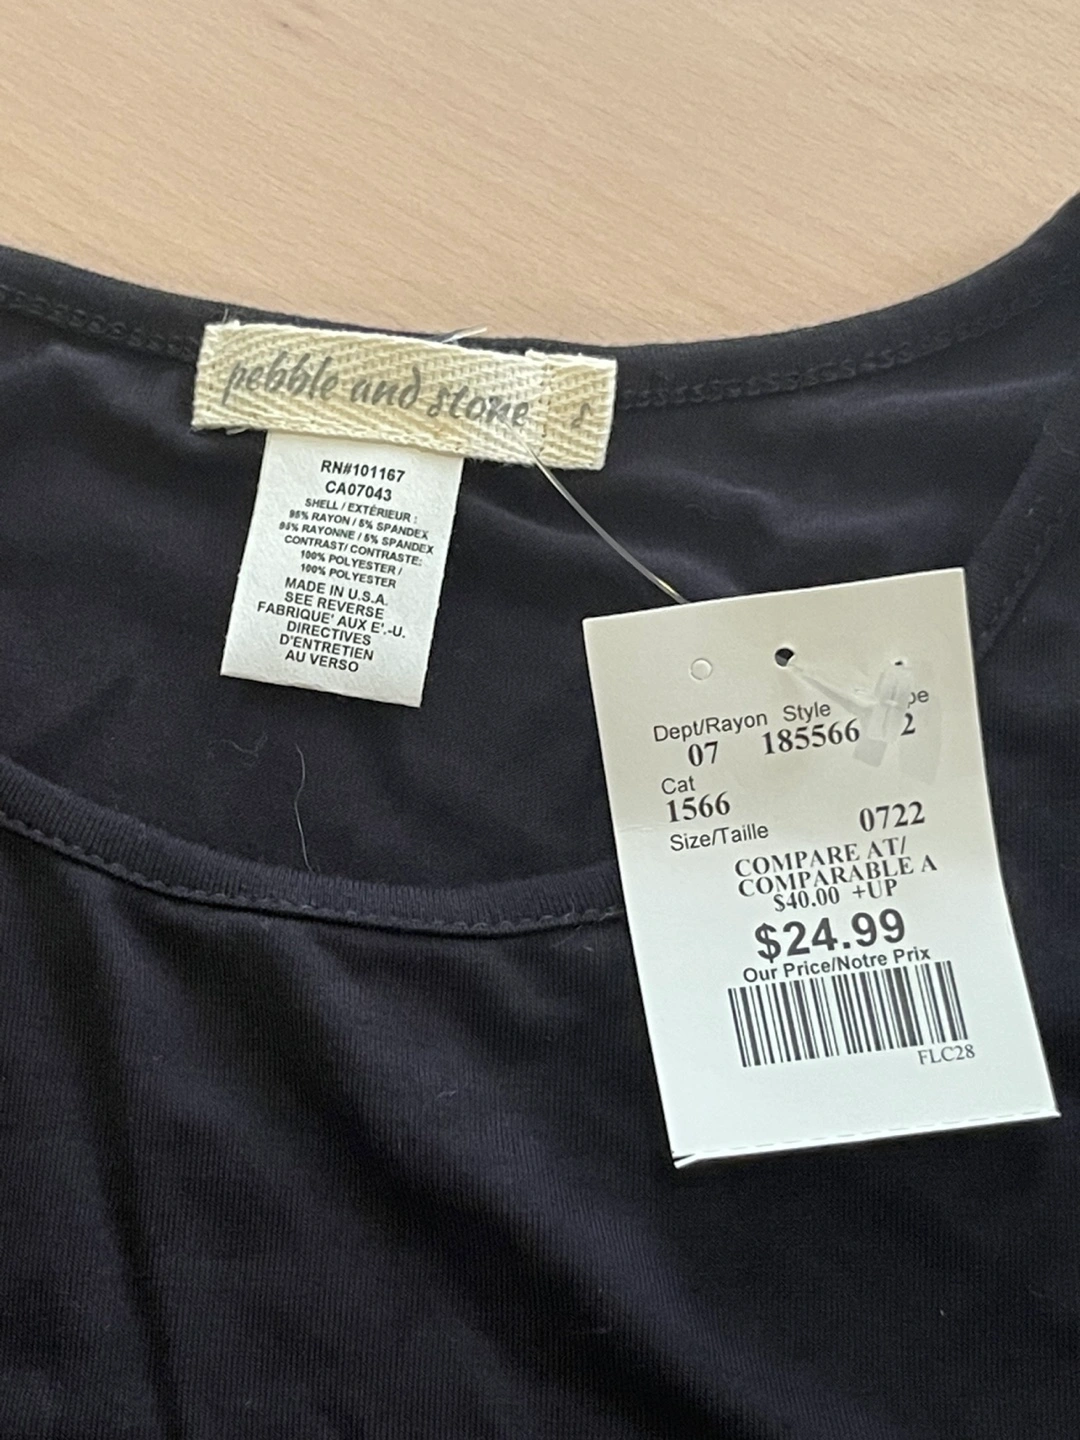 pebble and stone S
RN#101167
CA07043
SHELL / EXTÉRIEUR :
95% RAYON / 5% SPANDEX
95% RAYONNE / 5% SPANDEX
CONTRAST/ CONTRASTE:
100% POLYESTER /
100% POLYESTER
MADE IN U.S.A.
SEE REVERSE
FABRIQUE' AUX E'.-U.
DIRECTIVES
D'ENTRETIEN
AU VERSO
Dept/Rayon Style
07 185566 2
Cat
1566
Size/Taille 0722
COMPARE AT/
COMPARABLE A
$40.00 +UP
$24.99
Our Price/Notre Prix
FLC28